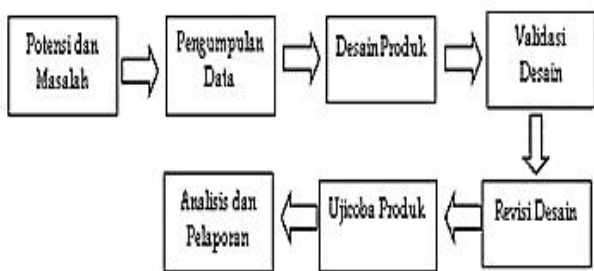 Potensi dan
Masalah
Pengumpulan
Data
Desain Produk
Validasi
Desain
Revisi Desain
Ujicoba Produk
Analisis dan
Pelaporan